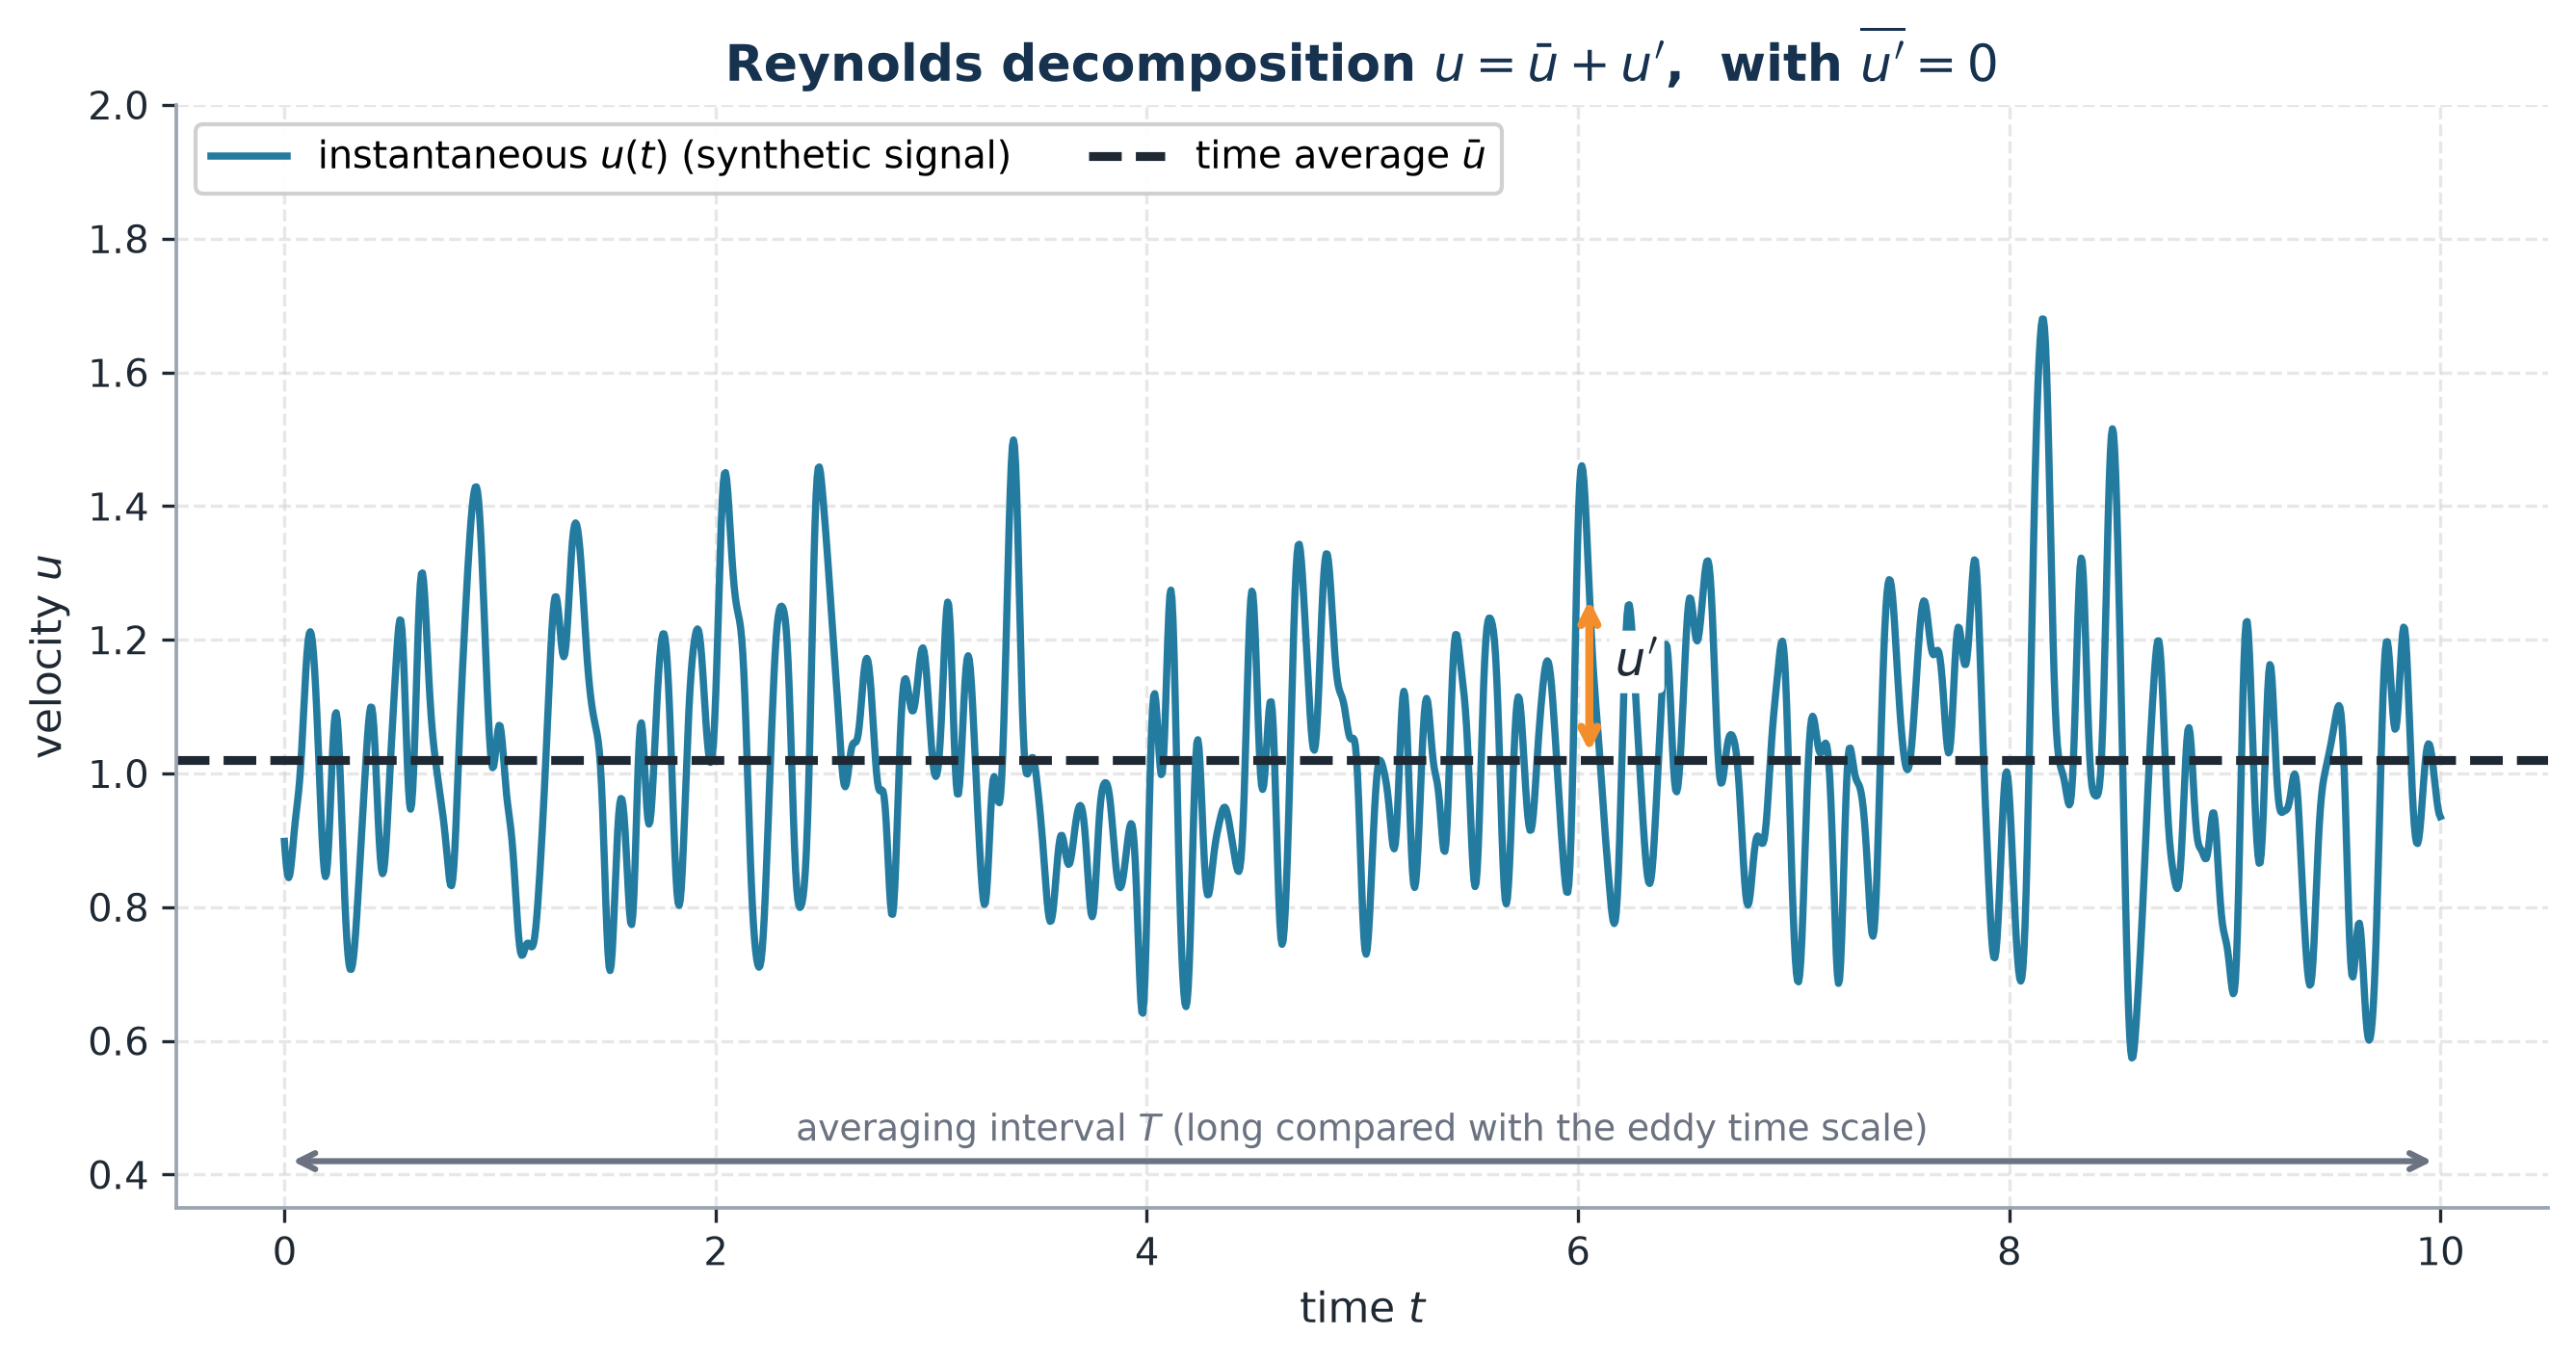 Reynolds decomposition u = ū + u′, with u′‾ = 0
instantaneous u(t) (synthetic signal)
time average ū
velocity u
2.0
1.8
1.6
1.4
1.2
1.0
0.8
0.6
0.4
u′
averaging interval T (long compared with the eddy time scale)
0 2 4 6 8 10
time t